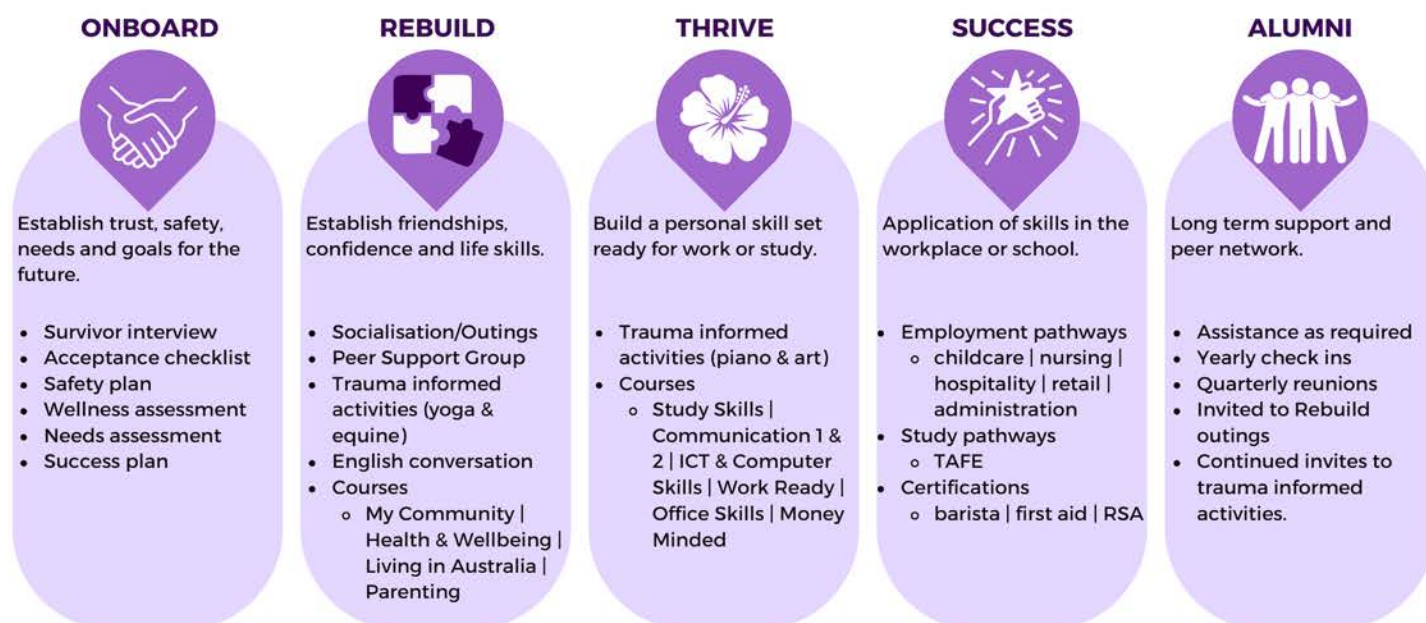 ONBOARD
Establish trust, safety,
needs and goals for the
future.
• Survivor interview
• Acceptance checklist
• Safety plan
• Wellness assessment
• Needs assessment
• Success plan
REBUILD
Establish friendships,
confidence and life skills.
• Socialisation/Outings
• Peer Support Group
• Trauma informed
activities (yoga &
equine)
• English conversation
• Courses
○ My Community |
Health & Wellbeing |
Living in Australia |
Parenting
THRIVE
Build a personal skill set
ready for work or study.
• Trauma informed
activities (piano & art)
• Courses
○ Study Skills |
Communication 1 &
2 | ICT & Computer
Skills | Work Ready |
Office Skills | Money
Minded
SUCCESS
Application of skills in the
workplace or school.
• Employment pathways
○ childcare | nursing |
hospitality | retail |
administration
• Study pathways
○ TAFE
• Certifications
○ barista | first aid | RSA
ALUMNI
Long term support and
peer network.
• Assistance as required
• Yearly check ins
• Quarterly reunions
• Invited to Rebuild
outings
• Continued invites to
trauma informed
activities.